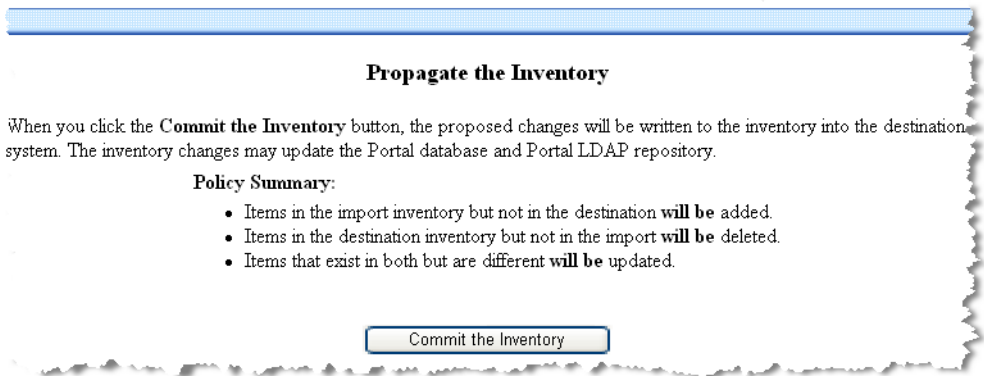 Propagate the Inventory
When you click the Commit the Inventory button, the proposed changes will be written to the inventory into the destination
system. The inventory changes may update the Portal database and Portal LDAP repository.
Policy Summary:
• Items in the import inventory but not in the destination will be added.
• Items in the destination inventory but not in the import will be deleted.
• Items that exist in both but are different will be updated.
Commit the Inventory